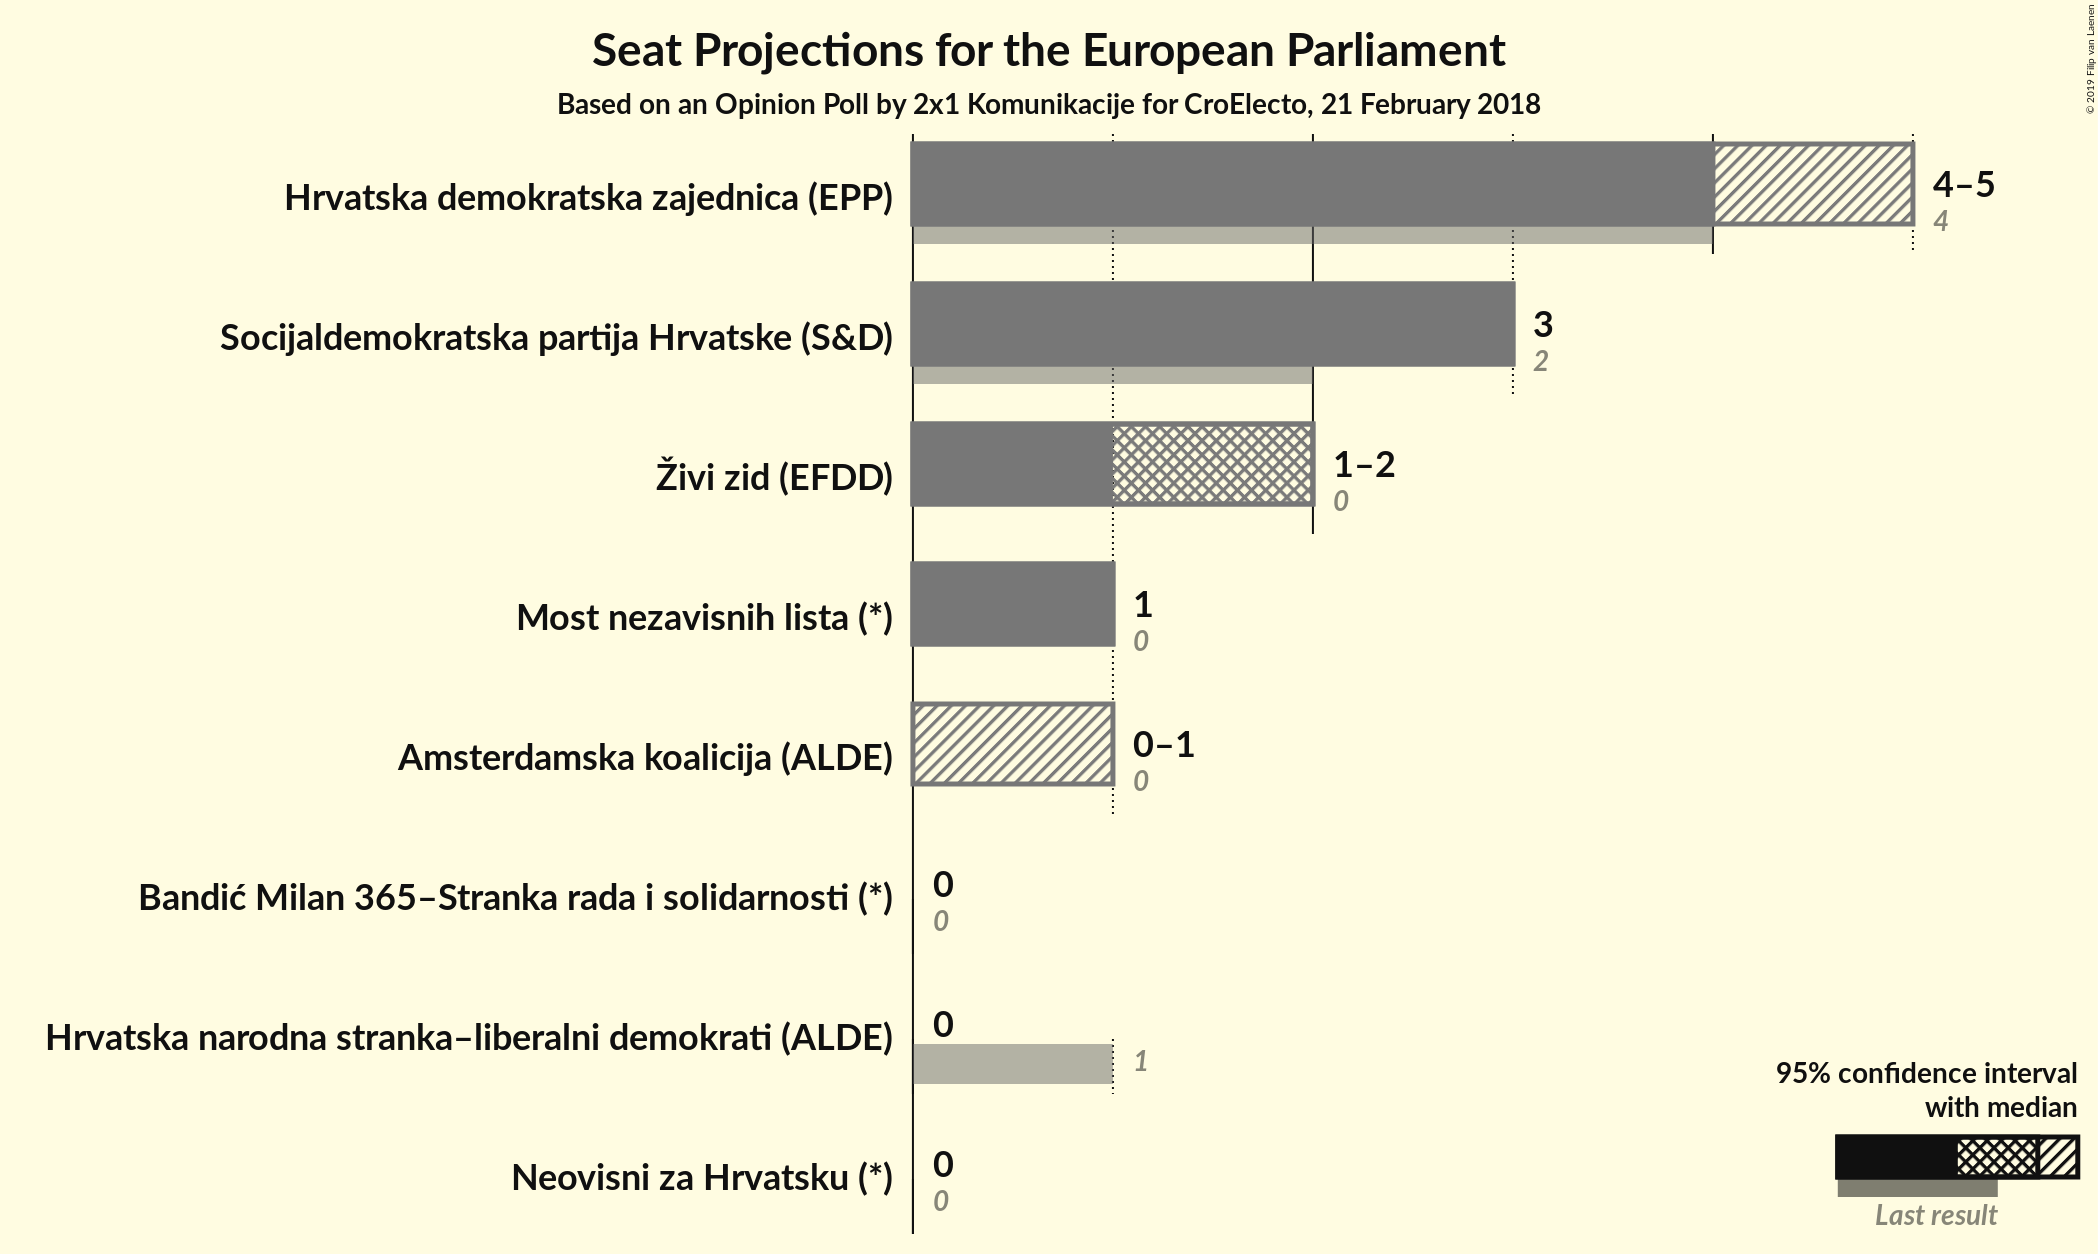 Seat Projections for the European Parliament
Based on an Opinion Poll by 2x1 Komunikacije for CroElecto, 21 February 2018
© 2019 Filip van Laenen
Hrvatska demokratska zajednica (EPP)
4–5
4
Socijaldemokratska partija Hrvatske (S&D)
3
2
Živi zid (EFDD)
1–2
0
Most nezavisnih lista (*)
1
0
Amsterdamska koalicija (ALDE)
0–1
0
Bandić Milan 365–Stranka rada i solidarnosti (*)
0
0
Hrvatska narodna stranka–liberalni demokrati (ALDE)
0
1
Neovisni za Hrvatsku (*)
0
0
95% confidence interval
with median
Last result